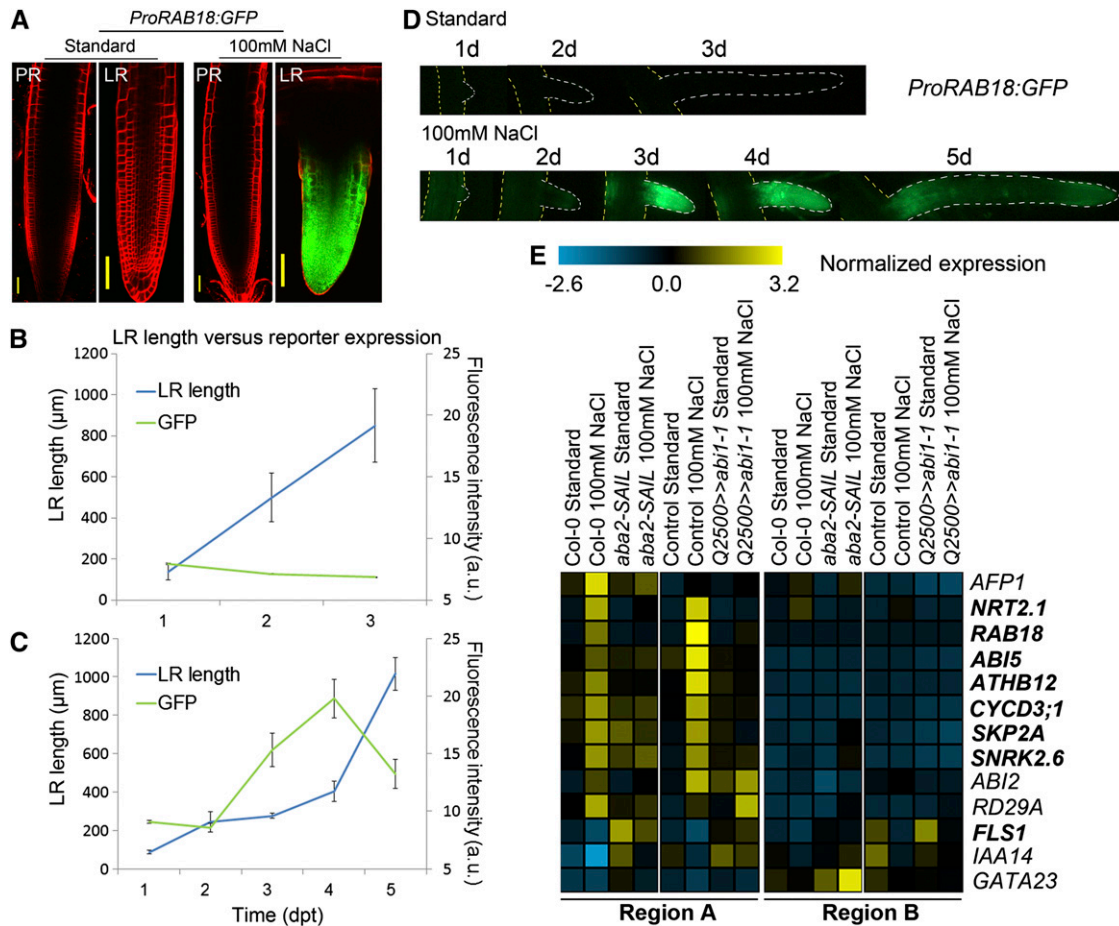 A
ProRAB18:GFP
Standard
100mM NaCl
PR
LR
PR
LR
B
LR length versus reporter expression
LR length (µm)
1200
1000
800
600
400
200
0
LR length
GFP
25
20
15
10
5
Fluorescence intensity (a.u.)
1
2
3
C
LR length (µm)
1200
1000
800
600
400
200
0
LR length
GFP
25
20
15
10
5
Fluorescence intensity (a.u.)
1
2
3
4
5
Time (dpt)
D
Standard
1d
2d
3d
ProRAB18:GFP
100mM NaCl
1d
2d
3d
4d
5d
E
-2.6
0.0
3.2
Normalized expression
Col-0 Standard
Col-0 100mM NaCl
aba2-SAIL Standard
aba2-SAIL 100mM NaCl
Control Standard
Control 100mM NaCl
Q2500>>abi1-1 Standard
Q2500>>abi1-1 100mM NaCl
Col-0 Standard
Col-0 100mM NaCl
aba2-SAIL Standard
aba2-SAIL 100mM NaCl
Control Standard
Control 100mM NaCl
Q2500>>abi1-1 Standard
Q2500>>abi1-1 100mM NaCl
AFP1
NRT2.1
RAB18
ABI5
ATHB12
CYCD3;1
SKP2A
SNRK2.6
ABI2
RD29A
FLS1
IAA14
GATA23
Region A
Region B